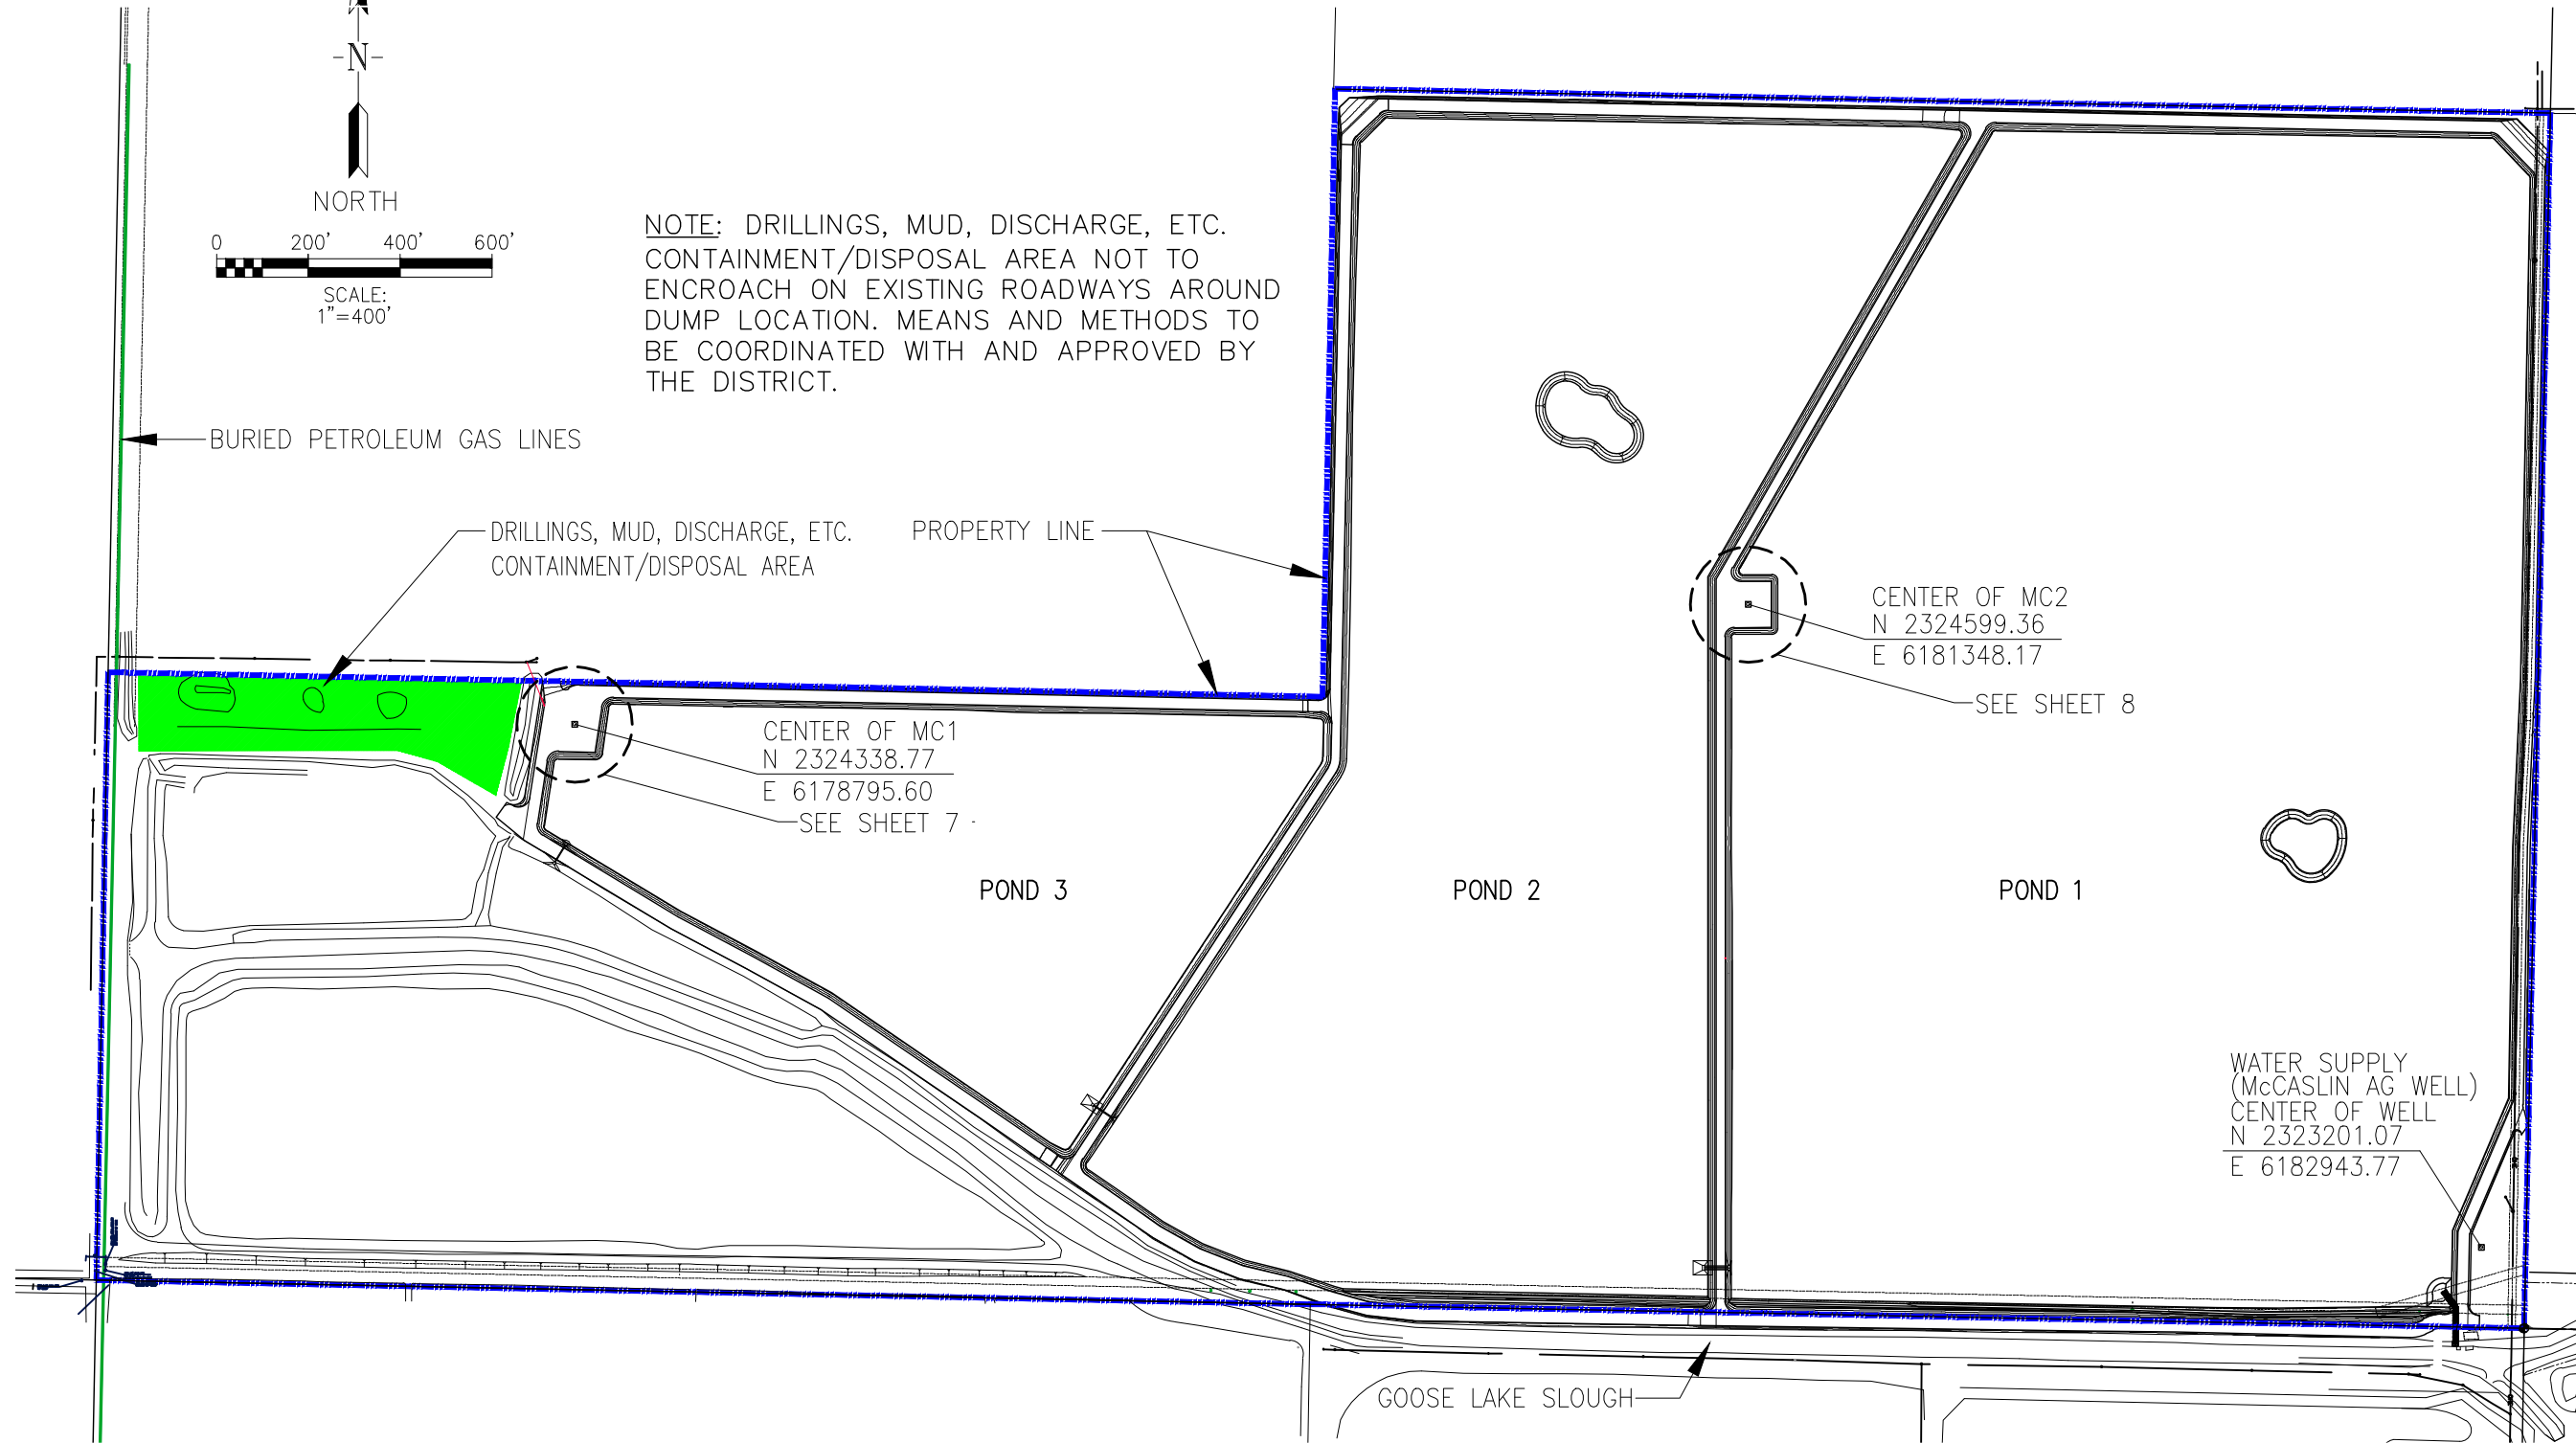 -N-
NORTH
0 200' 400' 600'
SCALE:
1"=400'
NOTE: DRILLINGS, MUD, DISCHARGE, ETC.
CONTAINMENT/DISPOSAL AREA NOT TO
ENCROACH ON EXISTING ROADWAYS AROUND
DUMP LOCATION. MEANS AND METHODS TO
BE COORDINATED WITH AND APPROVED BY
THE DISTRICT.
BURIED PETROLEUM GAS LINES
DRILLINGS, MUD, DISCHARGE, ETC.
CONTAINMENT/DISPOSAL AREA
PROPERTY LINE
CENTER OF MC2
N 2324599.36
E 6181348.17
SEE SHEET 8
CENTER OF MC1
N 2324338.77
E 6178795.60
SEE SHEET 7
POND 3
POND 2
POND 1
WATER SUPPLY
(McCASLIN AG WELL)
CENTER OF WELL
N 2323201.07
E 6182943.77
GOOSE LAKE SLOUGH